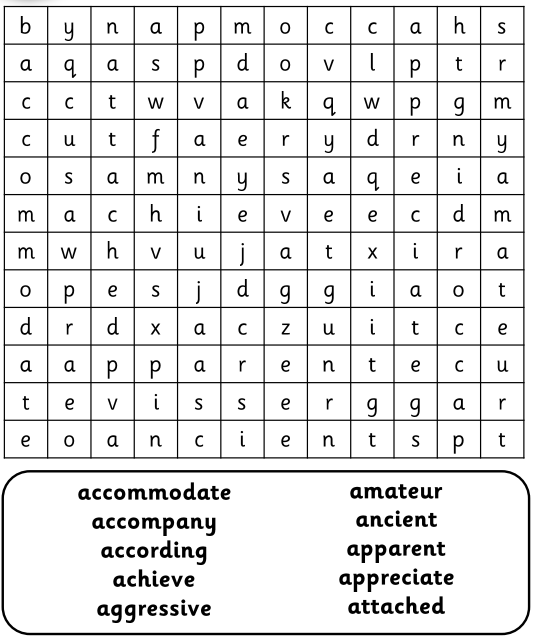 b y n a p m o c c a h s
a q a s p d o v l p t r
c c t w v a k q w p g m
c u t f a e r y d r n y
o s a m n y s a q e i a
m a c h i e v e e c d m
m w h v u j a t x i r a
o p e s j d g g i a o t
d r d x a c z u i t c e
a a p p a r e n t e c u
t e v i s s e r g g a r
e o a n c i e n t s p t
accommodate
accompany
according
achieve
aggressive
amateur
ancient
apparent
appreciate
attached